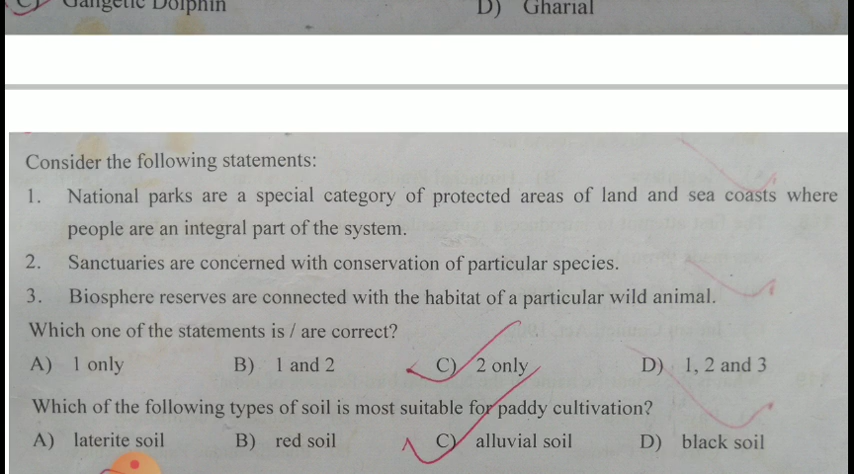 C) Gangetic Dolphin D) Gharial
Consider the following statements:
1. National parks are a special category of protected areas of land and sea coasts where
people are an integral part of the system.
2. Sanctuaries are concerned with conservation of particular species.
3. Biosphere reserves are connected with the habitat of a particular wild animal.
Which one of the statements is / are correct?
A) 1 only B) 1 and 2 C) 2 only D) 1, 2 and 3
Which of the following types of soil is most suitable for paddy cultivation?
A) laterite soil B) red soil C) alluvial soil D) black soil